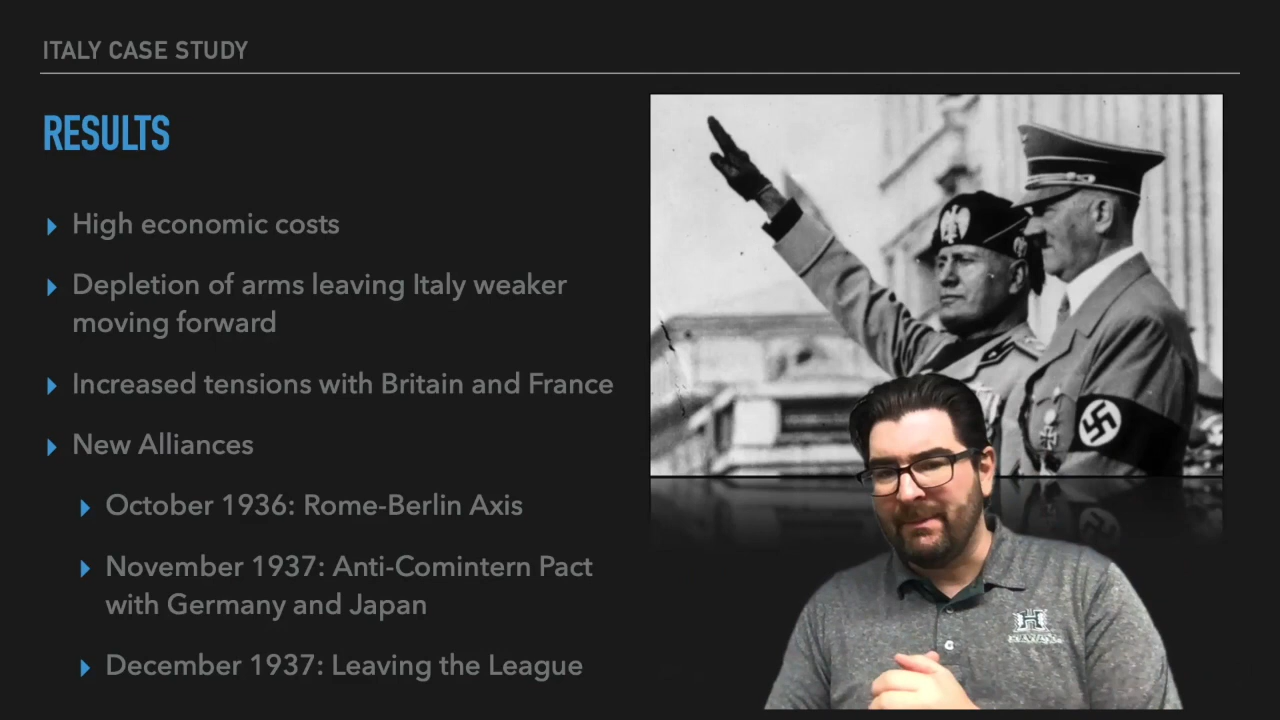 ITALY CASE STUDY
RESULTS
High economic costs
Depletion of arms leaving Italy weaker
moving forward
Increased tensions with Britain and France
New Alliances
October 1936: Rome-Berlin Axis
November 1937: Anti-Comintern Pact
with Germany and Japan
December 1937: Leaving the League
H